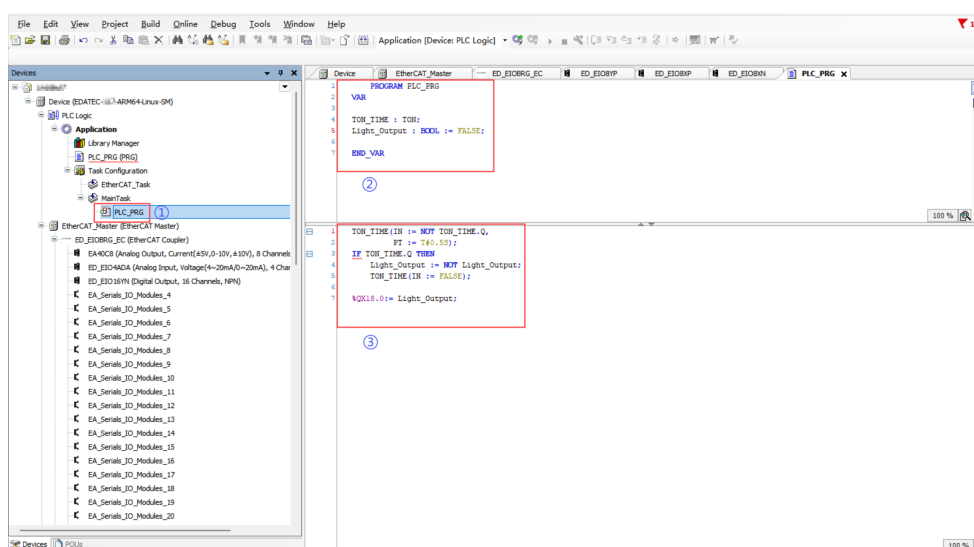 File Edit View Project Build Online Debug Tools Window Help
Application [Device: PLC Logic]
Devices
Device (EDATEC- -ARM64-Linux-SM)
PLC Logic
Application
Library Manager
PLC_PRG (PRG)
Task Configuration
EtherCAT_Task
MainTask
PLC_PRG
①
EtherCAT_Master (EtherCAT Master)
ED_EIOBRG_EC (EtherCAT Coupler)
EA40C8 (Analog Output, Current(±5V,0-10V,±10V), 8 Channels
ED_EIO4ADA (Analog Input, Voltage(4~20mA/0~20mA), 4 Char
ED_EIO16YN (Digital Output, 16 Channels, NPN)
EA_Serials_IO_Modules_4
EA_Serials_IO_Modules_5
EA_Serials_IO_Modules_6
EA_Serials_IO_Modules_7
EA_Serials_IO_Modules_8
EA_Serials_IO_Modules_9
EA_Serials_IO_Modules_10
EA_Serials_IO_Modules_11
EA_Serials_IO_Modules_12
EA_Serials_IO_Modules_13
EA_Serials_IO_Modules_14
EA_Serials_IO_Modules_15
EA_Serials_IO_Modules_16
EA_Serials_IO_Modules_17
EA_Serials_IO_Modules_18
EA_Serials_IO_Modules_19
EA_Serials_IO_Modules_20
Devices POUs
Device EtherCAT_Master ED_EIOBRG_EC ED_EIO8YP ED_EIO8XP ED_EIO8XN PLC_PRG
1 PROGRAM PLC_PRG
2 VAR
3
4 TON_TIME : TON;
5 Light_Output : BOOL := FALSE;
6
7 END_VAR
②
100 %
1 TON_TIME(IN := NOT TON_TIME.Q,
2 PT := T#0.5S);
3 IF TON_TIME.Q THEN
4 Light_Output := NOT Light_Output;
5 TON_TIME(IN := FALSE);
6
7 %QX18.0:= Light_Output;
③
100 %